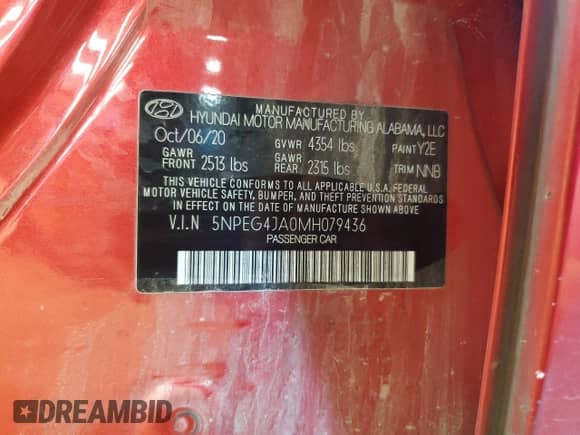 MANUFACTURED BY
HYUNDAI MOTOR MANUFACTURING ALABAMA, LLC
Oct/06/20 GVWR 4354 lbs PAINT Y2E
GAWR FRONT 2513 lbs GAWR REAR 2315 lbs TRIM NNB
THIS VEHICLE CONFORMS TO ALL APPLICABLE U.S. FEDERAL
MOTOR VEHICLE SAFETY, BUMPER, AND THEFT PREVENTION STANDARDS
IN EFFECT ON THE DATE OF MANUFACTURE SHOWN ABOVE.
V.I.N 5NPEG4JA0MH079436
PASSENGER CAR
DREAMBID